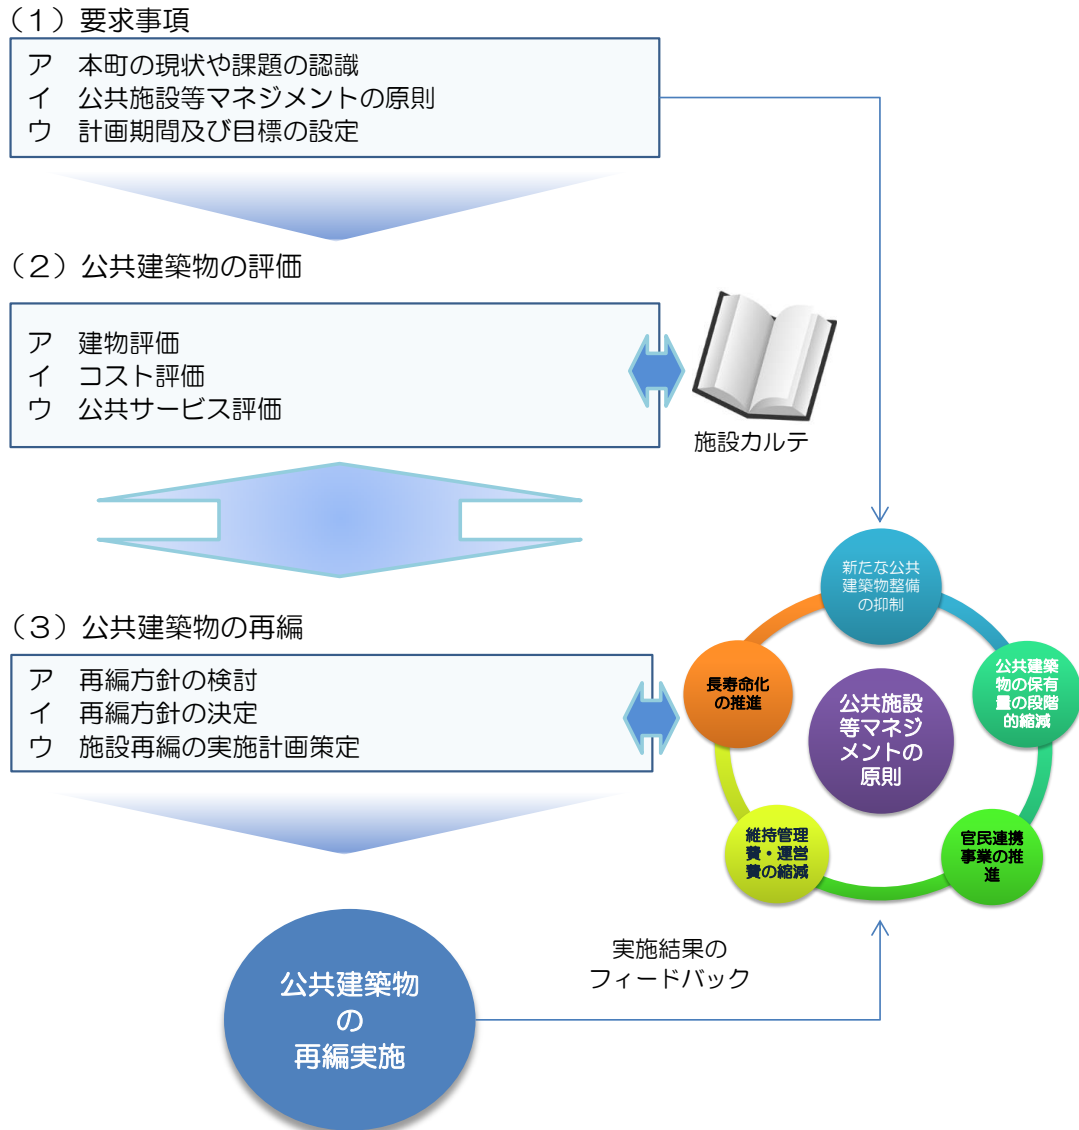 （１）要求事項
ア　本町の現状や課題の認識
イ　公共施設等マネジメントの原則
ウ　計画期間及び目標の設定
（２）公共建築物の評価
ア　建物評価
イ　コスト評価
ウ　公共サービス評価
施設カルテ
（３）公共建築物の再編
ア　再編方針の検討
イ　再編方針の決定
ウ　施設再編の実施計画策定
新たな公共
建築物整備
の抑制
公共建築
物の保有
量の段階
的縮減
官民連携
事業の推
進
維持管理
費・運営
費の縮減
長寿命化
の推進
公共施設
等マネジ
メントの
原則
公共建築物
の
再編実施
実施結果の
フィードバック